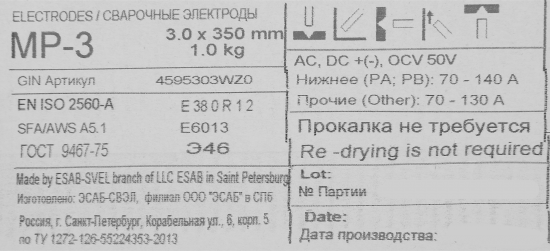 ELECTRODES / СВАРОЧНЫЕ ЭЛЕКТРОДЫ
МР-3
3.0 x 350 mm
1.0 kg
GIN Артикул 4595303WZ0
EN ISO 2560-A E 38 0 R 1 2
SFA/AWS A5.1 E6013
ГОСТ 9467-75 Э46
Made by ESAB-SVEL branch of LLC ESAB in Saint Petersburg
Изготовлено: ЭСАБ-СВЭЛ, филиал ООО "ЭСАБ" в СПб
Россия, г. Санкт-Петербург, Корабельная ул., 6, корп. 5
по ТУ 1272-126-55224353-2013
AC, DC +(-), OCV 50V
Нижнее (PA; PB): 70 - 140 A
Прочие (Other): 70 - 130 A
Прокалка не требуется
Re -drying is not required
Lot:
№ Партии
Date:
Дата производства: